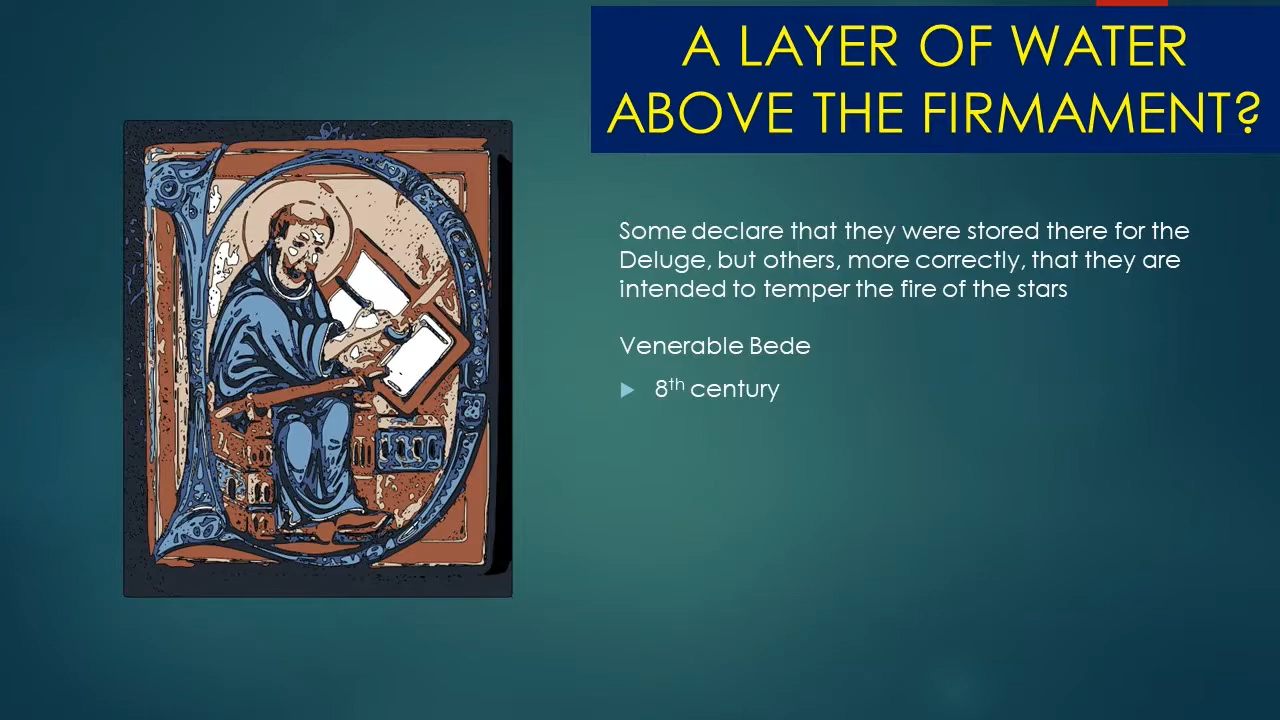 A LAYER OF WATER
ABOVE THE FIRMAMENT?
Some declare that they were stored there for the
Deluge, but others, more correctly, that they are
intended to temper the fire of the stars
Venerable Bede
8th century